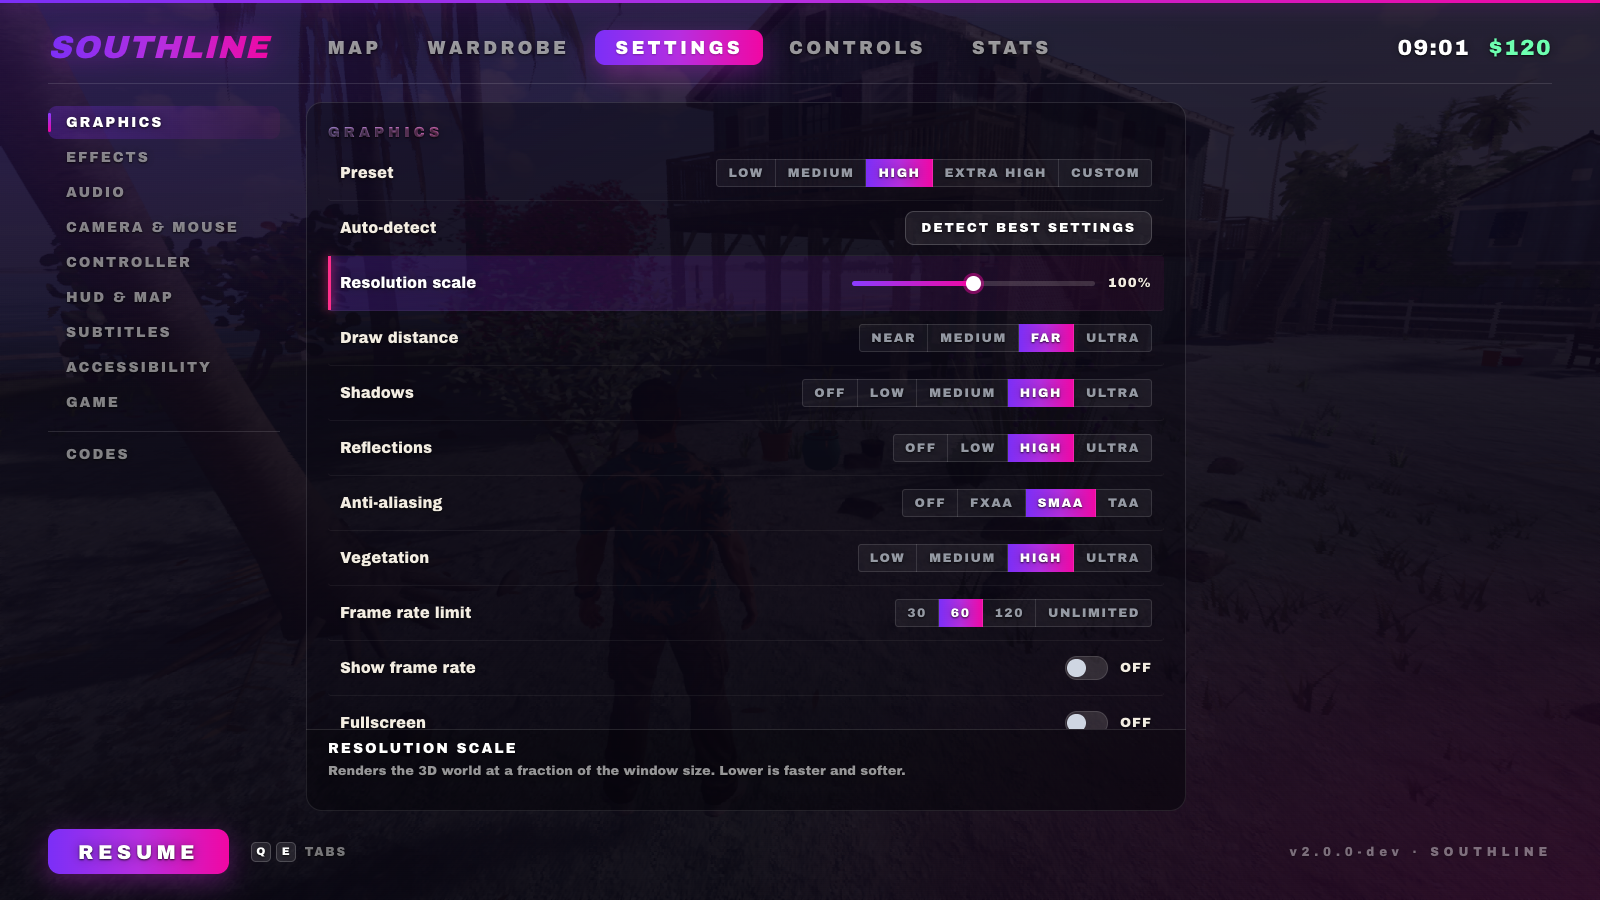 SOUTHLINE MAP WARDROBE SETTINGS CONTROLS STATS 09:01 $120
GRAPHICS
EFFECTS
AUDIO
CAMERA & MOUSE
CONTROLLER
HUD & MAP
SUBTITLES
ACCESSIBILITY
GAME
CODES
GRAPHICS
Preset LOW MEDIUM HIGH EXTRA HIGH CUSTOM
Auto-detect DETECT BEST SETTINGS
Resolution scale 100%
Draw distance NEAR MEDIUM FAR ULTRA
Shadows OFF LOW MEDIUM HIGH ULTRA
Reflections OFF LOW HIGH ULTRA
Anti-aliasing OFF FXAA SMAA TAA
Vegetation LOW MEDIUM HIGH ULTRA
Frame rate limit 30 60 120 UNLIMITED
Show frame rate OFF
Fullscreen OFF
RESOLUTION SCALE
Renders the 3D world at a fraction of the window size. Lower is faster and softer.
RESUME Q E TABS v2.0.0-dev · SOUTHLINE